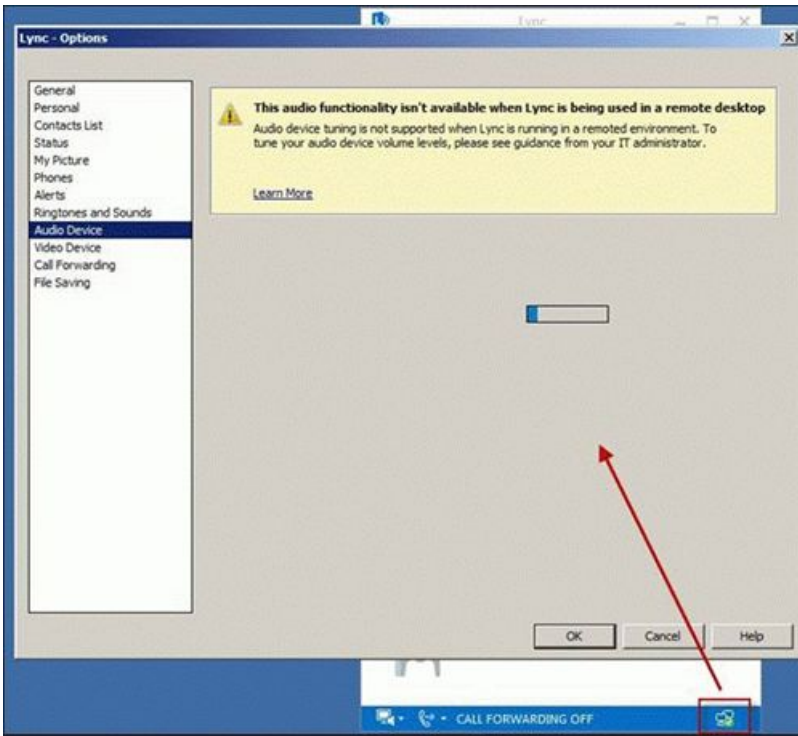 Lync
Lync - Options
General
Personal
Contacts List
Status
My Picture
Phones
Alerts
Ringtones and Sounds
Audio Device
Video Device
Call Forwarding
File Saving
This audio functionality isn't available when Lync is being used in a remote desktop
Audio device tuning is not supported when Lync is running in a remoted environment. To
tune your audio device volume levels, please see guidance from your IT administrator.
Learn More
OK
Cancel
Help
CALL FORWARDING OFF